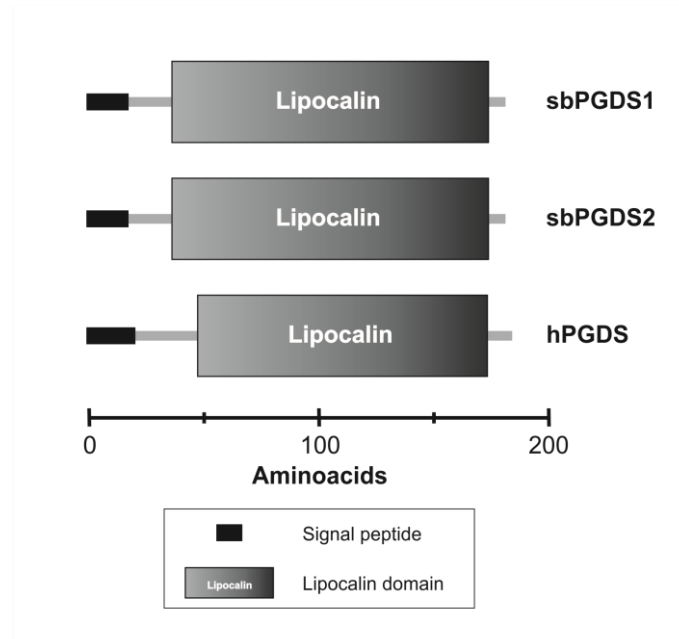 Lipocalin sbPGDS1
Lipocalin sbPGDS2
Lipocalin hPGDS
0 100 200
Aminoacids
Signal peptide
Lipocalin Lipocalin domain